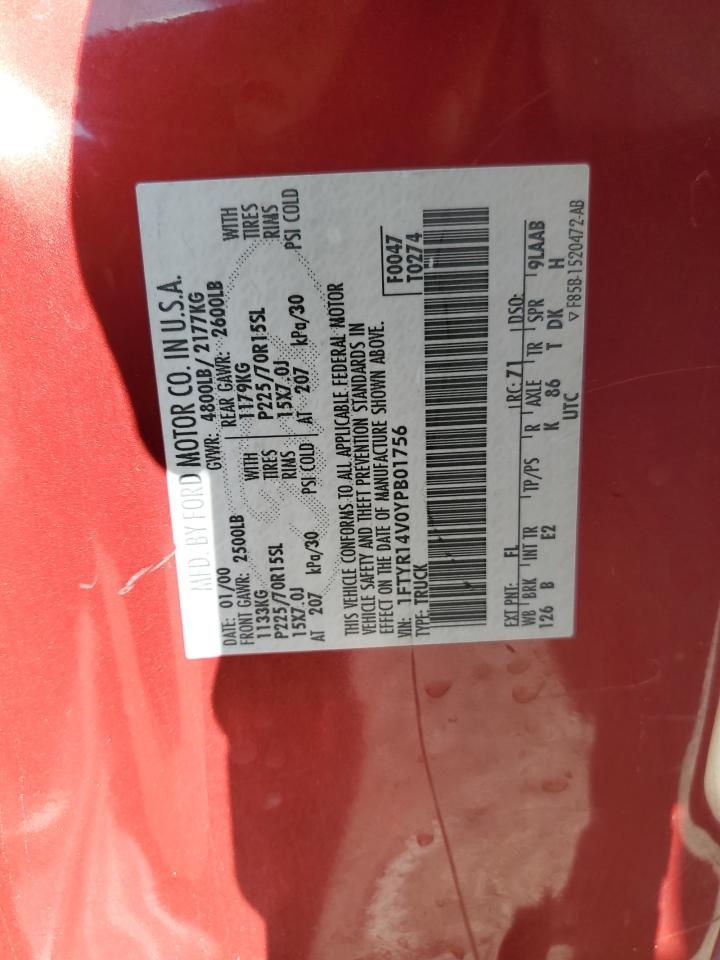 MFD. BY FORD MOTOR CO. IN U.S.A.
DATE: 01/00 GVWR: 4800LB / 2177KG
FRONT GAWR: 2500LB REAR GAWR: 2600LB
1133KG WITH 1179KG WITH
P225/70R15SL TIRES P225/70R15SL TIRES
15X7.0J RIMS 15X7.0J RIMS
AT 207 kPa/30 PSI COLD AT 207 kPa/30 PSI COLD
THIS VEHICLE CONFORMS TO ALL APPLICABLE FEDERAL MOTOR
VEHICLE SAFETY AND THEFT PREVENTION STANDARDS IN
EFFECT ON THE DATE OF MANUFACTURE SHOWN ABOVE.
VIN: 1FTYR14V0YPB01756 F0047
TYPE: TRUCK T0274
EXT PNT: FL RC: 71 DSO:
WB BRK INT TR TP/PS R AXLE TR SPR 9LAAB
126 B E2 K 86 T DK H
UTC ▽ F85B-1520472-AB